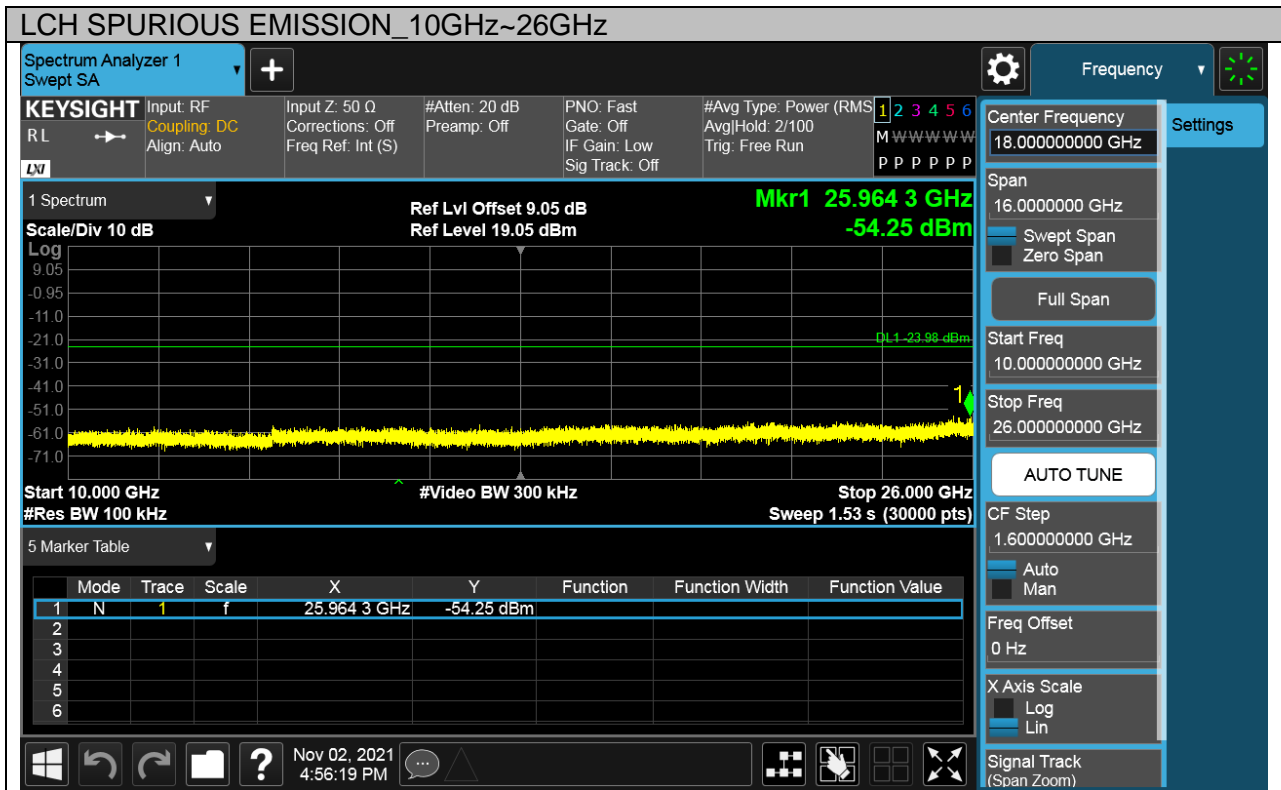 LCH SPURIOUS EMISSION_10GHz~26GHz
Spectrum Analyzer 1
Swept SA
+
Frequency
KEYSIGHT
RL
LXI
Input: RF
Coupling: DC
Align: Auto
Input Z: 50 Ω
Corrections: Off
Freq Ref: Int (S)
#Atten: 20 dB
Preamp: Off
PNO: Fast
Gate: Off
IF Gain: Low
Sig Track: Off
#Avg Type: Power (RMS
Avg|Hold: 2/100
Trig: Free Run
1 2 3 4 5 6
M W W W W W
P P P P P P
1 Spectrum
Scale/Div 10 dB
Ref Lvl Offset 9.05 dB
Ref Level 19.05 dBm
Mkr1 25.964 3 GHz
-54.25 dBm
Log
9.05
-0.95
-11.0
-21.0
-31.0
-41.0
-51.0
-61.0
-71.0
DL1 -23.98 dBm
1
Start 10.000 GHz
#Res BW 100 kHz
#Video BW 300 kHz
Stop 26.000 GHz
Sweep 1.53 s (30000 pts)
5 Marker Table
Mode Trace Scale X Y Function Function Width Function Value
1 N 1 f 25.964 3 GHz -54.25 dBm
2
3
4
5
6
Nov 02, 2021
4:56:19 PM
?
Center Frequency
18.000000000 GHz
Settings
Span
16.0000000 GHz
Swept Span
Zero Span
Full Span
Start Freq
10.000000000 GHz
Stop Freq
26.000000000 GHz
AUTO TUNE
CF Step
1.600000000 GHz
Auto
Man
Freq Offset
0 Hz
X Axis Scale
Log
Lin
Signal Track
(Span Zoom)